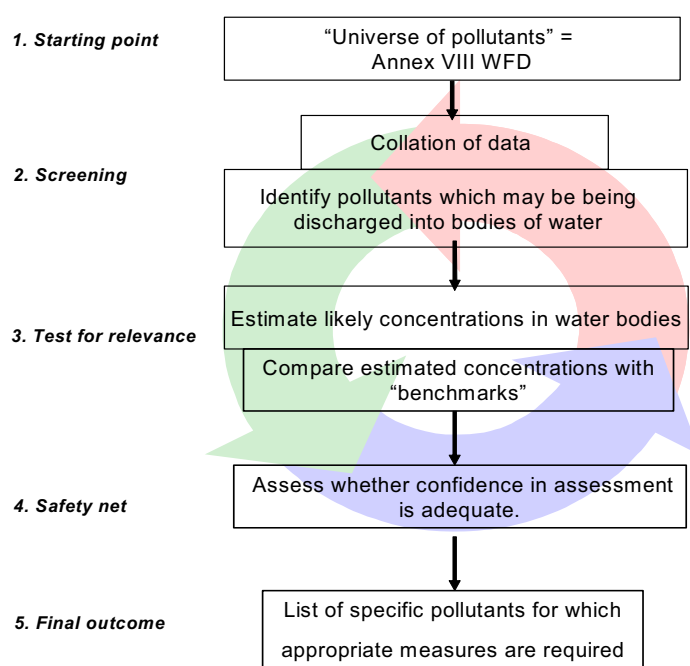 1. Starting point
“Universe of pollutants” =
Annex VIII WFD
Collation of data
2. Screening
Identify pollutants which may be being
discharged into bodies of water
Estimate likely concentrations in water bodies
3. Test for relevance
Compare estimated concentrations with
“benchmarks”
Assess whether confidence in assessment
is adequate.
4. Safety net
5. Final outcome
List of specific pollutants for which
appropriate measures are required